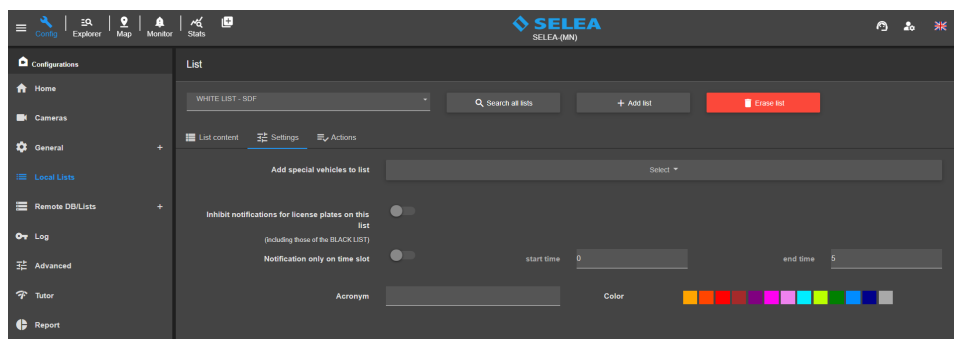 Config
Explorer
Map
Monitor
Stats
SELEA
SELEA-(MN)
Configurations
List
Home
WHITE LIST - SDF
Search all lists
+ Add list
Erase list
Cameras
List content
Settings
Actions
General +
Add special vehicles to list
Select
Local Lists
Remote DB/Lists +
Inhibit notifications for license plates on this
list
(including those of the BLACK LIST)
Log
Notification only on time slot
start time
0
end time
5
Advanced
Tutor
Acronym
Color
Report